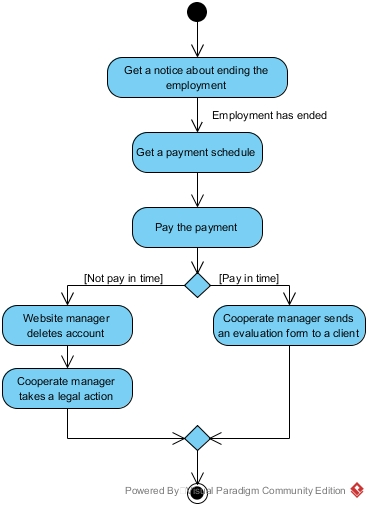 Get a notice about ending the
employment
Employment has ended
Get a payment schedule
Pay the payment
[Not pay in time]
[Pay in time]
Website manager
deletes account
Cooperate manager sends
an evaluation form to a client
Cooperate manager
takes a legal action
Powered By Visual Paradigm Community Edition